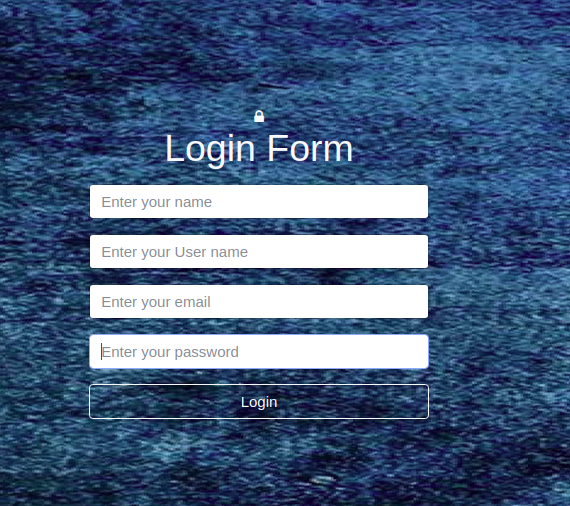 Login Form
Enter your name
Enter your User name
Enter your email
Enter your password
Login